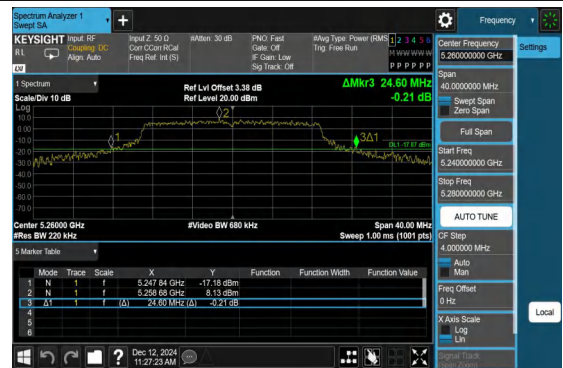 Spectrum Analyzer 1
Swept SA
Frequency
KEYSIGHT
Input: RF
Coupling: DC
Align: Auto
Input Z: 50 Ω
Corr CCorr RCal
Freq Ref: Int (S)
#Atten: 30 dB
PNO: Fast
Gate: Off
IF Gain: Low
Sig Track: Off
#Avg Type: Power (RMS
Trig: Free Run
1 2 3 4 5 6
M W W W W W
P P P P P P
RL
LXI
Center Frequency
5.260000000 GHz
Settings
Span
40.0000000 MHz
Swept Span
Zero Span
Full Span
Start Freq
5.240000000 GHz
Stop Freq
5.280000000 GHz
AUTO TUNE
CF Step
4.000000 MHz
Auto
Man
Freq Offset
0 Hz
X Axis Scale
Log
Lin
Signal Track
Local
1 Spectrum
Scale/Div 10 dB
Ref Lvl Offset 3.38 dB
Ref Level 20.00 dBm
ΔMkr3 24.60 MHz
-0.21 dB
Log
10.0
0.00
-10.0
-20.0
-30.0
-40.0
-50.0
-60.0
-70.0
1
2
3Δ1
DL1 -17.87 dBm
Center 5.26000 GHz
#Res BW 220 kHz
#Video BW 680 kHz
Span 40.00 MHz
Sweep 1.00 ms (1001 pts)
5 Marker Table
Mode Trace Scale X Y Function Function Width Function Value
1 N 1 f 5.247 84 GHz -17.18 dBm
2 N 1 f 5.258 68 GHz 8.13 dBm
3 Δ1 1 f (Δ) 24.60 MHz (Δ) -0.21 dB
4
5
6
?
Dec 12, 2024
11:27:23 AM